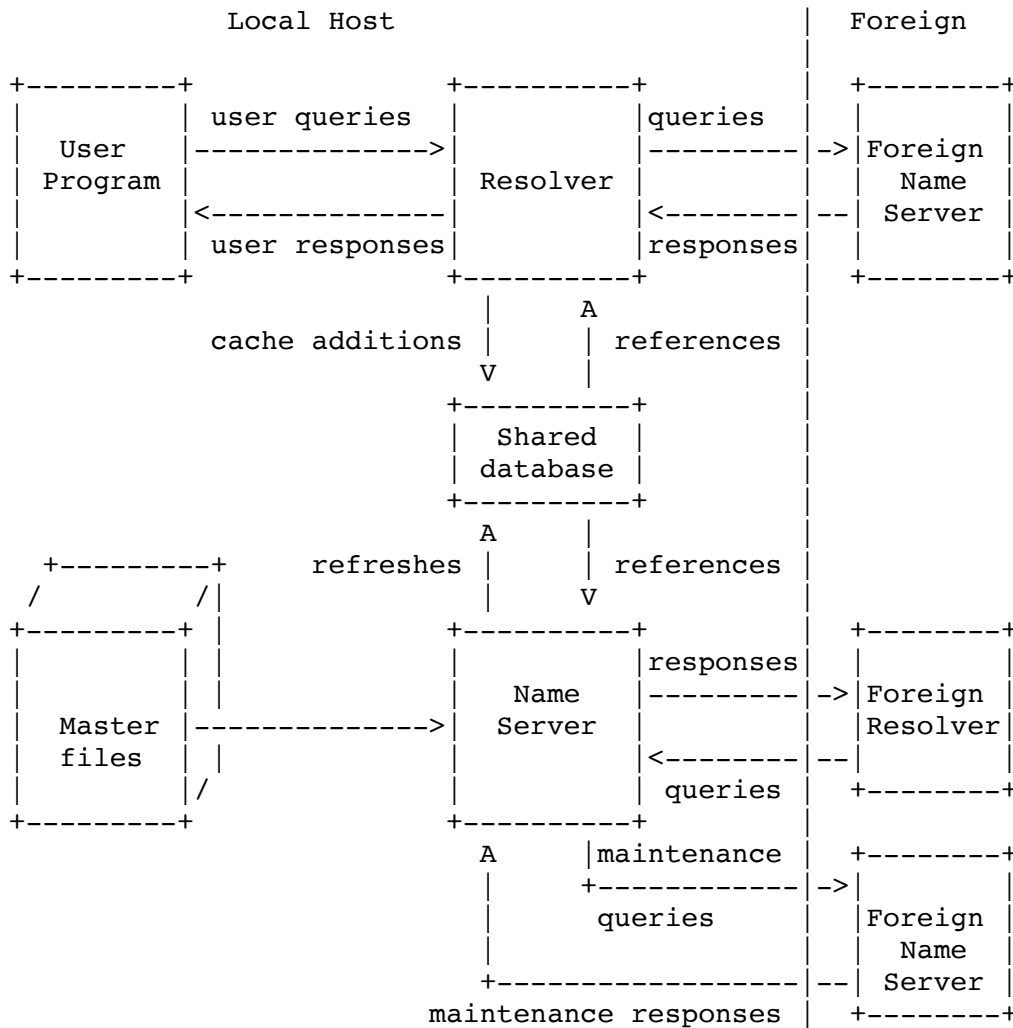 Local Host | Foreign
|
+---------+ +----------+ | +--------+
| | user queries | |queries | | |
| User |-------------->| |---------|->|Foreign |
| Program | | Resolver | | | Name |
| |<--------------| |<--------|--| Server |
| | user responses| |responses| | |
+---------+ +----------+ | +--------+
| A |
cache additions | | references |
V | |
+----------+ |
| Shared | |
| database | |
+----------+ |
A | |
+---------+ refreshes | | references |
/ /| | V |
+---------+ | +----------+ | +--------+
| | | | |responses| | |
| | | | Name |---------|->|Foreign |
| Master |-------------->| Server | | |Resolver|
| files | | | |<--------|--| |
| |/ | | queries | +--------+
+---------+ +----------+ |
A |maintenance | +--------+
| +------------|->| |
| queries | |Foreign |
| | | Name |
+------------------|--| Server |
maintenance responses | +--------+